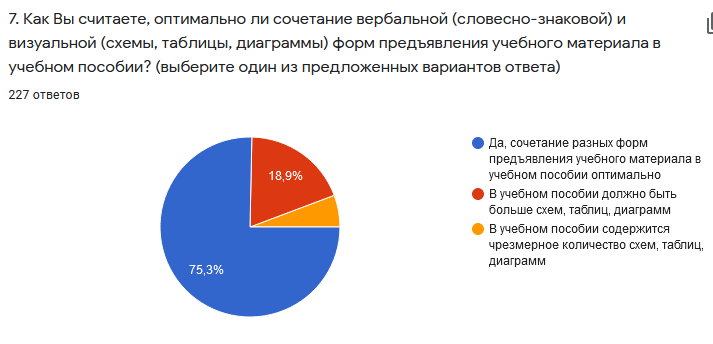 7. Как Вы считаете, оптимально ли сочетание вербальной (словесно-знаковой) и
визуальной (схемы, таблицы, диаграммы) форм предъявления учебного материала в
учебном пособии? (выберите один из предложенных вариантов ответа)
227 ответов
Да, сочетание разных форм
предъявления учебного материала в
учебном пособии оптимально
В учебном пособии должно быть
больше схем, таблиц, диаграмм
В учебном пособии содержится
чрезмерное количество схем, таблиц,
диаграмм
18,9%
75,3%